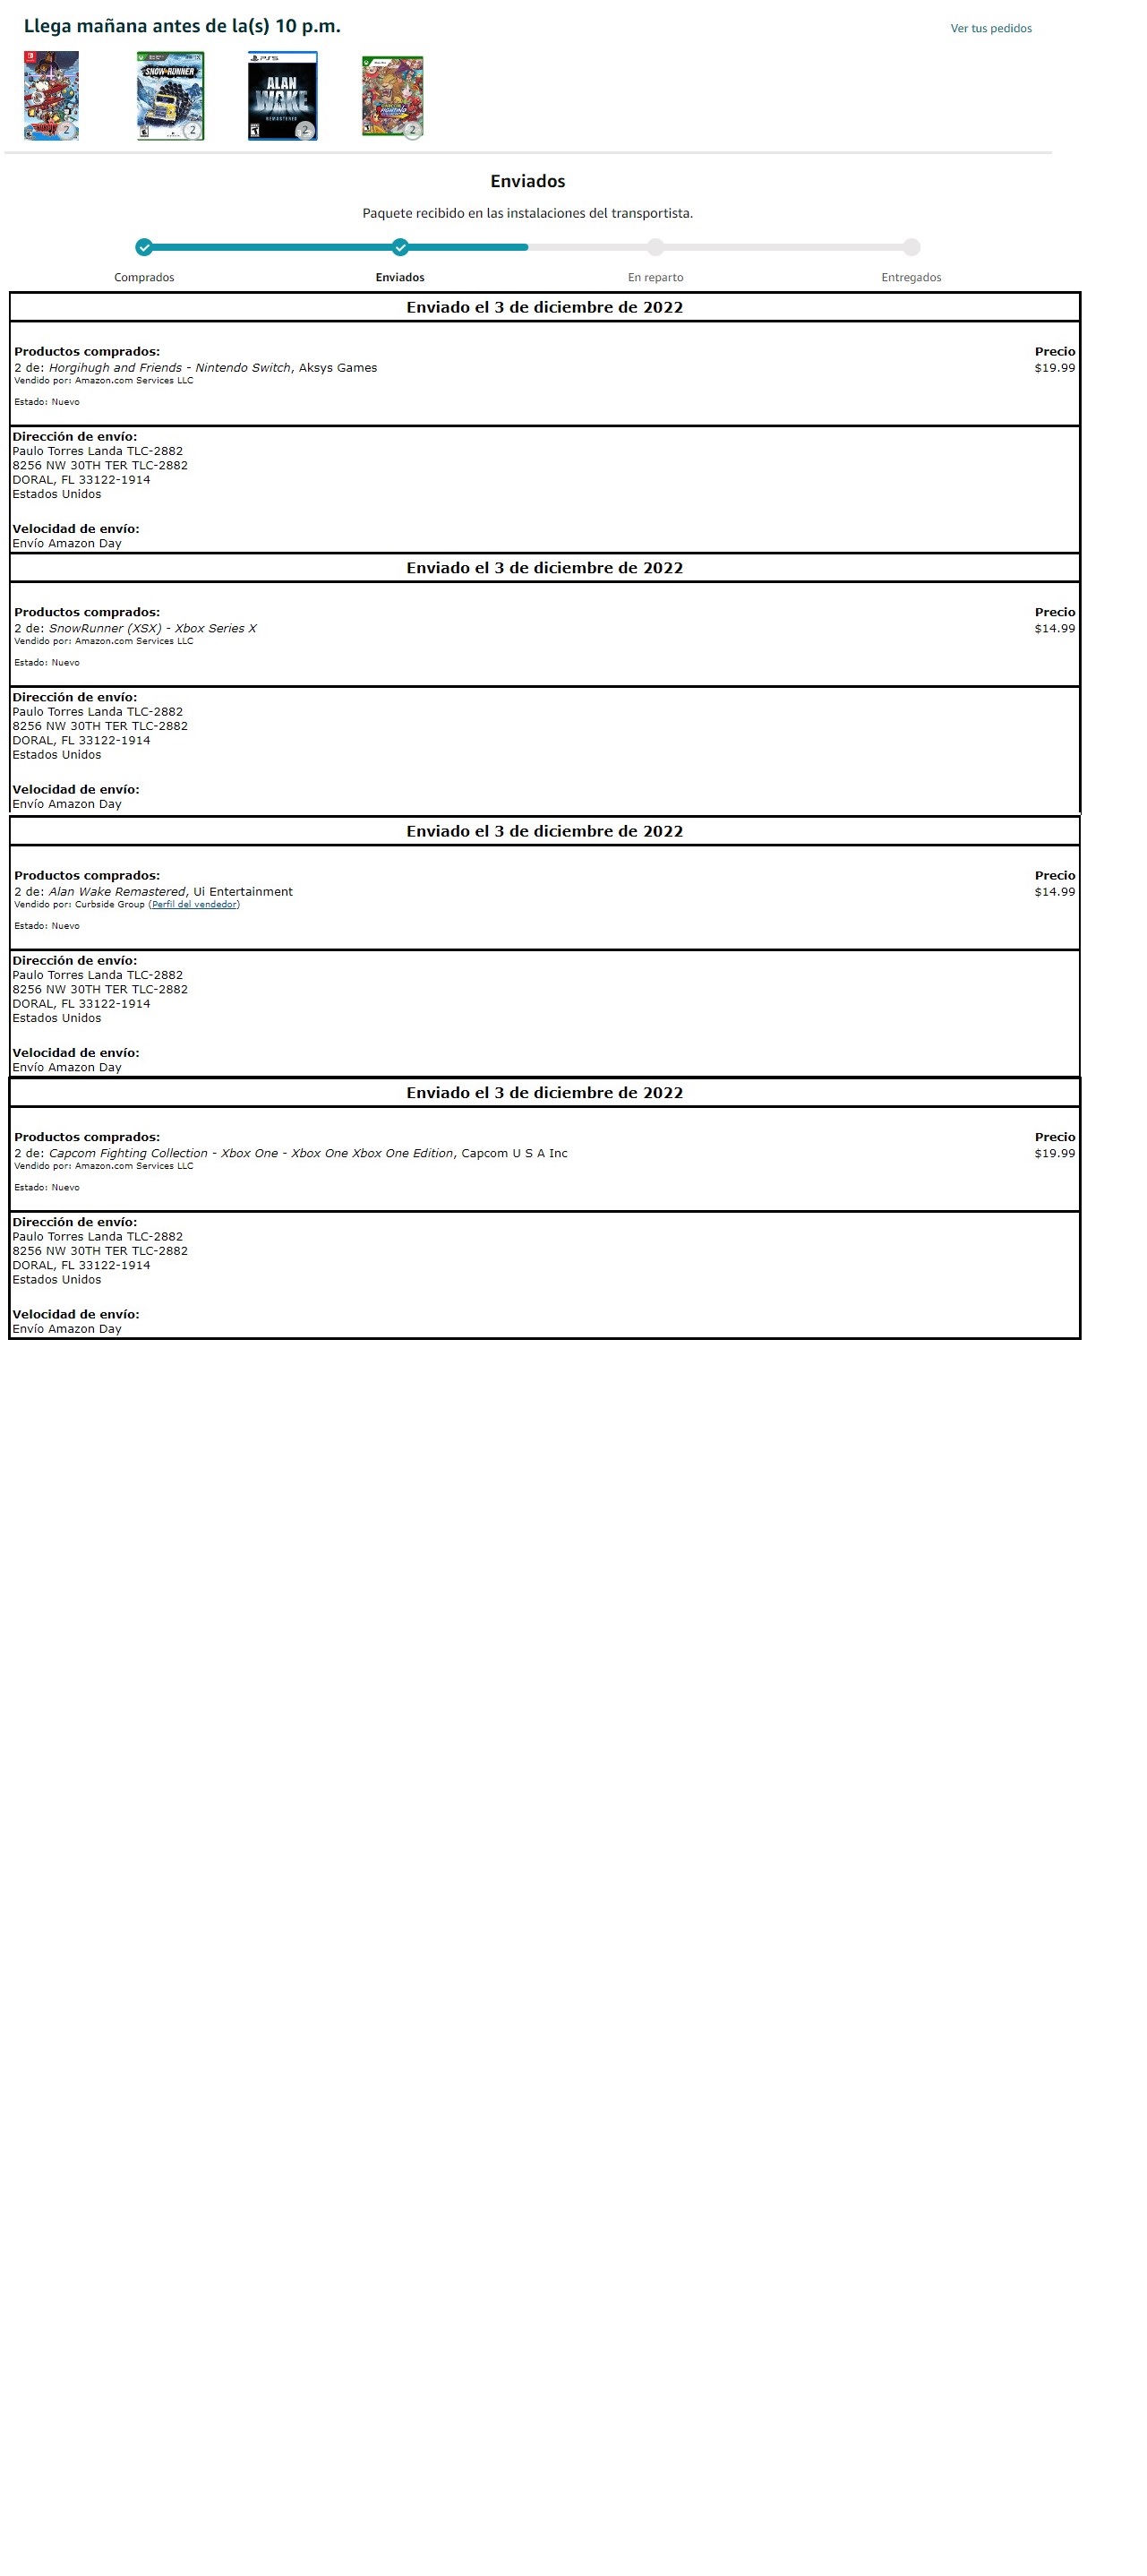 Llega mañana antes de la(s) 10 p.m.
Ver tus pedidos
SNOWRUNNER
PS5
ALAN
WAKE
REMASTERED
2
2
2
2
Enviados
Paquete recibido en las instalaciones del transportista.
Comprados
Enviados
En reparto
Entregados
Enviado el 3 de diciembre de 2022
Productos comprados: Precio
2 de: Horgihugh and Friends - Nintendo Switch, Aksys Games $19.99
Vendido por: Amazon.com Services LLC
Estado: Nuevo
Dirección de envío:
Paulo Torres Landa TLC-2882
8256 NW 30TH TER TLC-2882
DORAL, FL 33122-1914
Estados Unidos
Velocidad de envío:
Envío Amazon Day
Enviado el 3 de diciembre de 2022
Productos comprados: Precio
2 de: SnowRunner (XSX) - Xbox Series X $14.99
Vendido por: Amazon.com Services LLC
Estado: Nuevo
Dirección de envío:
Paulo Torres Landa TLC-2882
8256 NW 30TH TER TLC-2882
DORAL, FL 33122-1914
Estados Unidos
Velocidad de envío:
Envío Amazon Day
Enviado el 3 de diciembre de 2022
Productos comprados: Precio
2 de: Alan Wake Remastered, Ui Entertainment $14.99
Vendido por: Curbside Group (Perfil del vendedor)
Estado: Nuevo
Dirección de envío:
Paulo Torres Landa TLC-2882
8256 NW 30TH TER TLC-2882
DORAL, FL 33122-1914
Estados Unidos
Velocidad de envío:
Envío Amazon Day
Enviado el 3 de diciembre de 2022
Productos comprados: Precio
2 de: Capcom Fighting Collection - Xbox One - Xbox One Xbox One Edition, Capcom U S A Inc $19.99
Vendido por: Amazon.com Services LLC
Estado: Nuevo
Dirección de envío:
Paulo Torres Landa TLC-2882
8256 NW 30TH TER TLC-2882
DORAL, FL 33122-1914
Estados Unidos
Velocidad de envío:
Envío Amazon Day